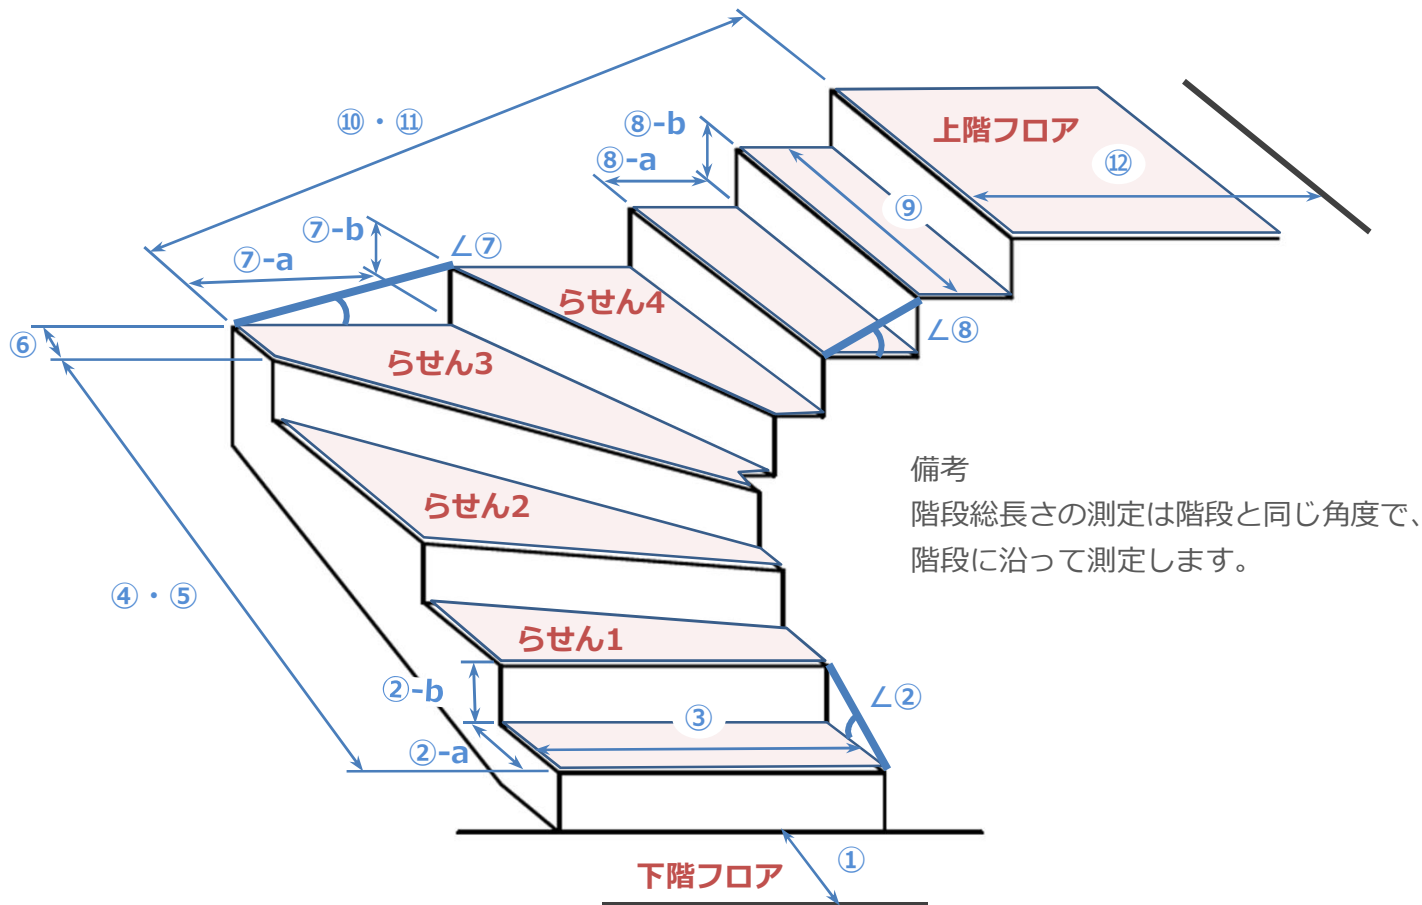 ⑩・⑪
⑧-b
⑧-a
上階フロア
⑫
⑨
⑦-b
∠⑦
⑦-a
らせん4
∠⑧
⑥
らせん3
備考
階段総長さの測定は階段と同じ角度で、
階段に沿って測定します。
らせん2
④・⑤
らせん1
②-b
∠②
③
②-a
①
下階フロア